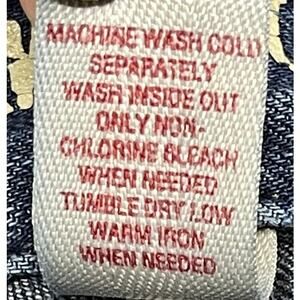 MACHINE WASH COLD
SEPARATELY
WASH INSIDE OUT
ONLY NON-
CHLORINE BLEACH
WHEN NEEDED
TUMBLE DRY LOW
WARM IRON
WHEN NEEDED